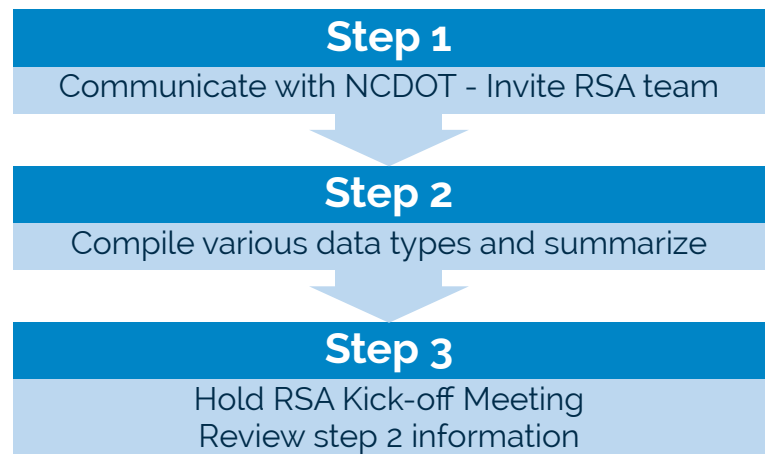 Step 1
Communicate with NCDOT - Invite RSA team
Step 2
Compile various data types and summarize
Step 3
Hold RSA Kick-off Meeting
Review step 2 information